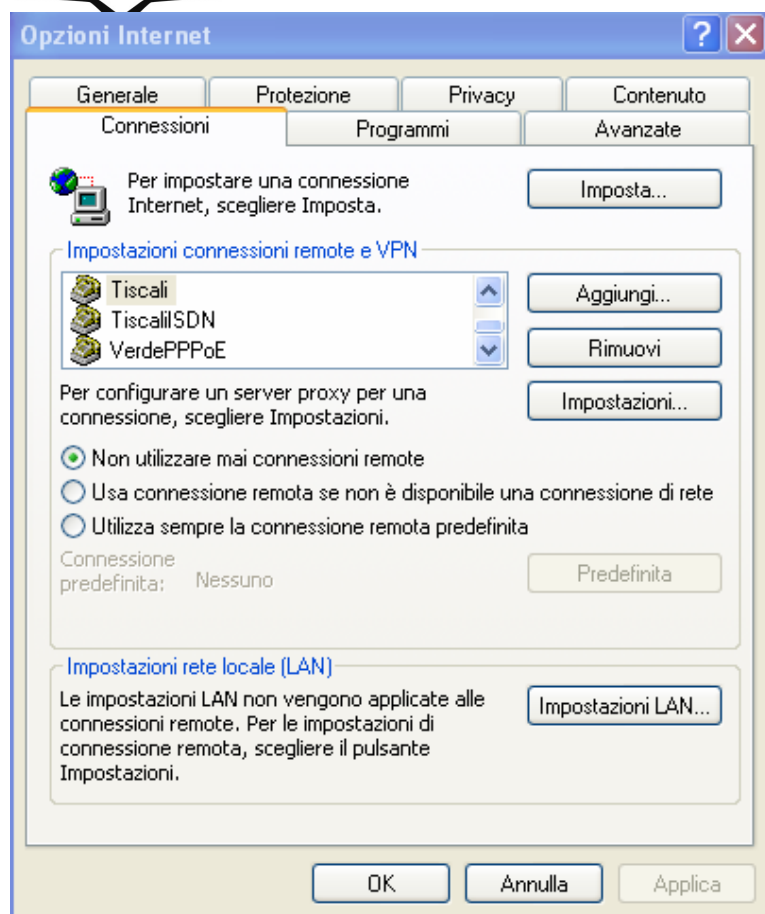 Opzioni Internet
Generale
Protezione
Privacy
Contenuto
Connessioni
Programmi
Avanzate
Per impostare una connessione
Internet, scegliere Imposta.
Imposta...
Impostazioni connessioni remote e VPN
Tiscali
TiscaliISDN
VerdePPPoE
Aggiungi...
Rimuovi
Per configurare un server proxy per una
connessione, scegliere Impostazioni.
Impostazioni...
Non utilizzare mai connessioni remote
Usa connessione remota se non è disponibile una connessione di rete
Utilizza sempre la connessione remota predefinita
Connessione
predefinita:
Nessuno
Predefinita
Impostazioni rete locale (LAN)
Le impostazioni LAN non vengono applicate alle
connessioni remote. Per le impostazioni di
connessione remota, scegliere il pulsante
Impostazioni.
Impostazioni LAN...
OK
Annulla
Applica